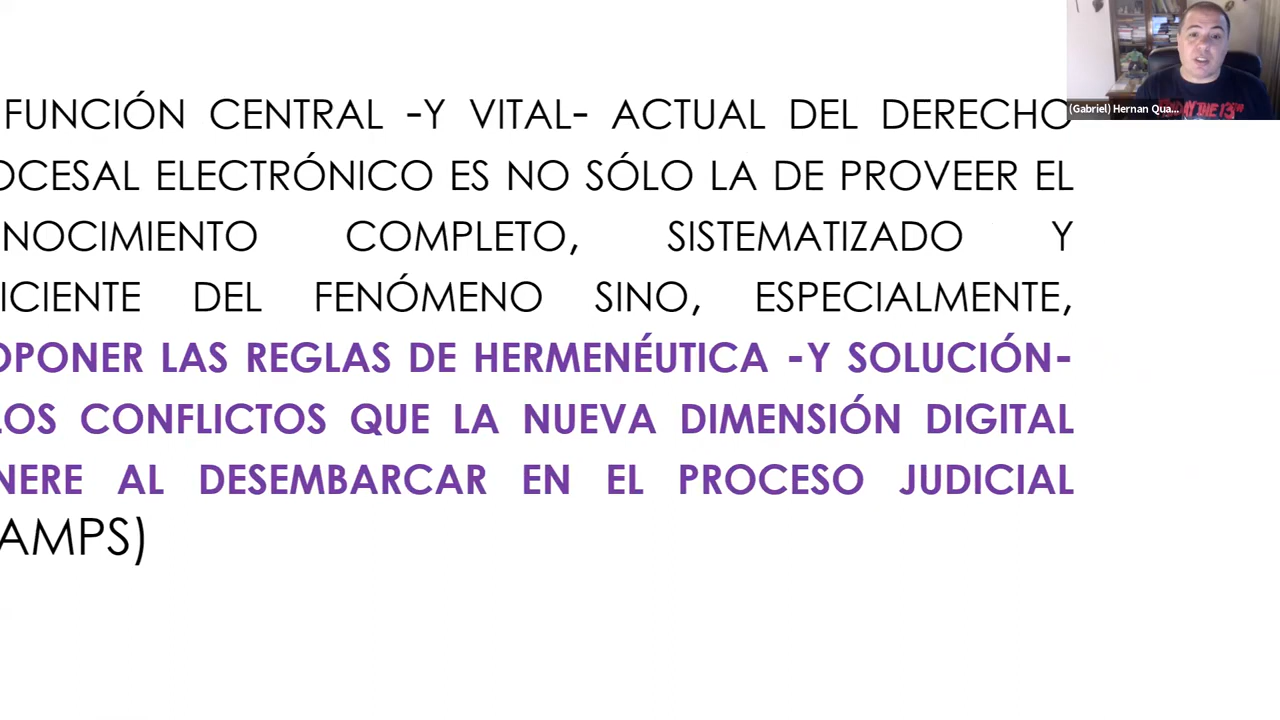 FUNCIÓN CENTRAL -Y VITAL- ACTUAL DEL DERECHO
OCESAL ELECTRÓNICO ES NO SÓLO LA DE PROVEER EL
NOCIMIENTO COMPLETO, SISTEMATIZADO Y
ICIENTE DEL FENÓMENO SINO, ESPECIALMENTE,
OPONER LAS REGLAS DE HERMENÉUTICA -Y SOLUCIÓN-
LOS CONFLICTOS QUE LA NUEVA DIMENSIÓN DIGITAL
NERE AL DESEMBARCAR EN EL PROCESO JUDICIAL
AMPS)
(Gabriel) Hernan Qua...